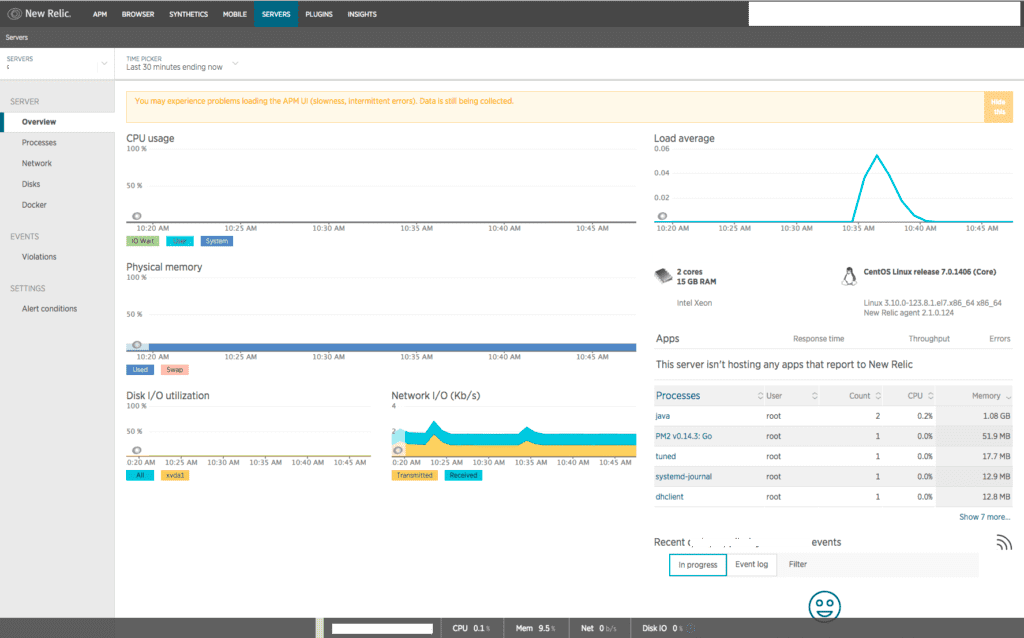 New Relic. APM BROWSER SYNTHETICS MOBILE SERVERS PLUGINS INSIGHTS
Servers
SERVERS
TIME PICKER
Last 30 minutes ending now
SERVER
Overview
Processes
Network
Disks
Docker
EVENTS
Violations
SETTINGS
Alert conditions
You may experience problems loading the APM UI (slowness, intermittent errors). Data is still being collected.
Hide
this
CPU usage
100 %
50 %
10:20 AM 10:25 AM 10:30 AM 10:35 AM 10:40 AM 10:45 AM
IO Wait User System
Physical memory
100 %
50 %
10:20 AM 10:25 AM 10:30 AM 10:35 AM 10:40 AM 10:45 AM
Used Swap
Disk I/O utilization
100 %
50 %
0:20 AM 10:25 AM 10:30 AM 10:35 AM 10:40 AM 10:45 AM
All xvda1
Network I/O (Kb/s)
4
2
0:20 AM 10:25 AM 10:30 AM 10:35 AM 10:40 AM 10:45 AM
Transmitted Received
Load average
0.06
0.04
0.02
10:20 AM 10:25 AM 10:30 AM 10:35 AM 10:40 AM 10:45 AM
2 cores
15 GB RAM
Intel Xeon
CentOS Linux release 7.0.1406 (Core)
Linux 3.10.0-123.8.1.el7.x86_64 x86_64
New Relic agent 2.1.0.124
Apps Response time Throughput Errors
This server isn't hosting any apps that report to New Relic
Processes User Count CPU Memory
java root 2 0.2% 1.08 GB
PM2 v0.14.3: Go root 1 0.0% 51.9 MB
tuned root 1 0.0% 17.7 MB
systemd-journal root 1 0.0% 12.9 MB
dhclient root 1 0.0% 12.8 MB
Show 7 more...
Recent events
In progress Event log Filter
CPU 0.1 % Mem 9.5 % Net 0 b/s Disk IO 0 %